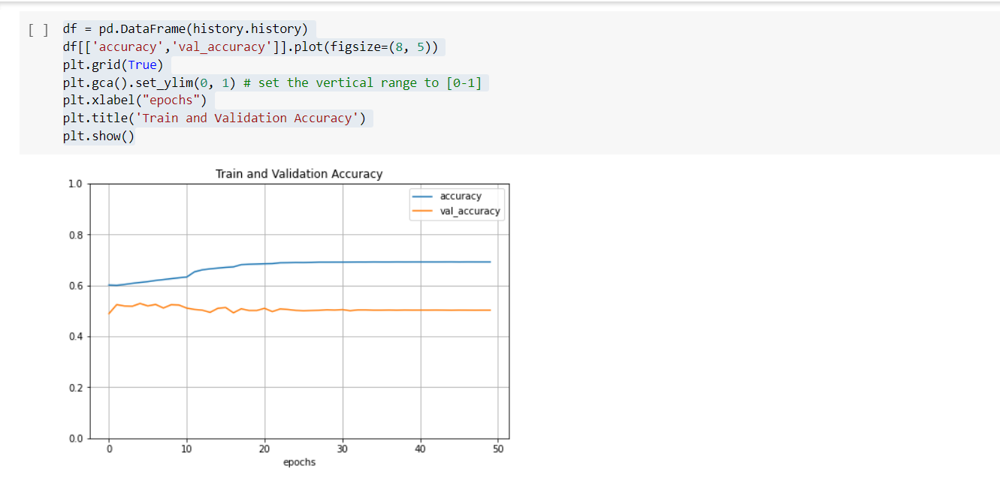 [ ] df = pd.DataFrame(history.history)
df[['accuracy','val_accuracy']].plot(figsize=(8, 5))
plt.grid(True)
plt.gca().set_ylim(0, 1) # set the vertical range to [0-1]
plt.xlabel("epochs")
plt.title('Train and Validation Accuracy')
plt.show()
Train and Validation Accuracy
1.0
accuracy
val_accuracy
0.8
0.6
0.4
0.2
0.0
0 10 20 30 40 50
epochs